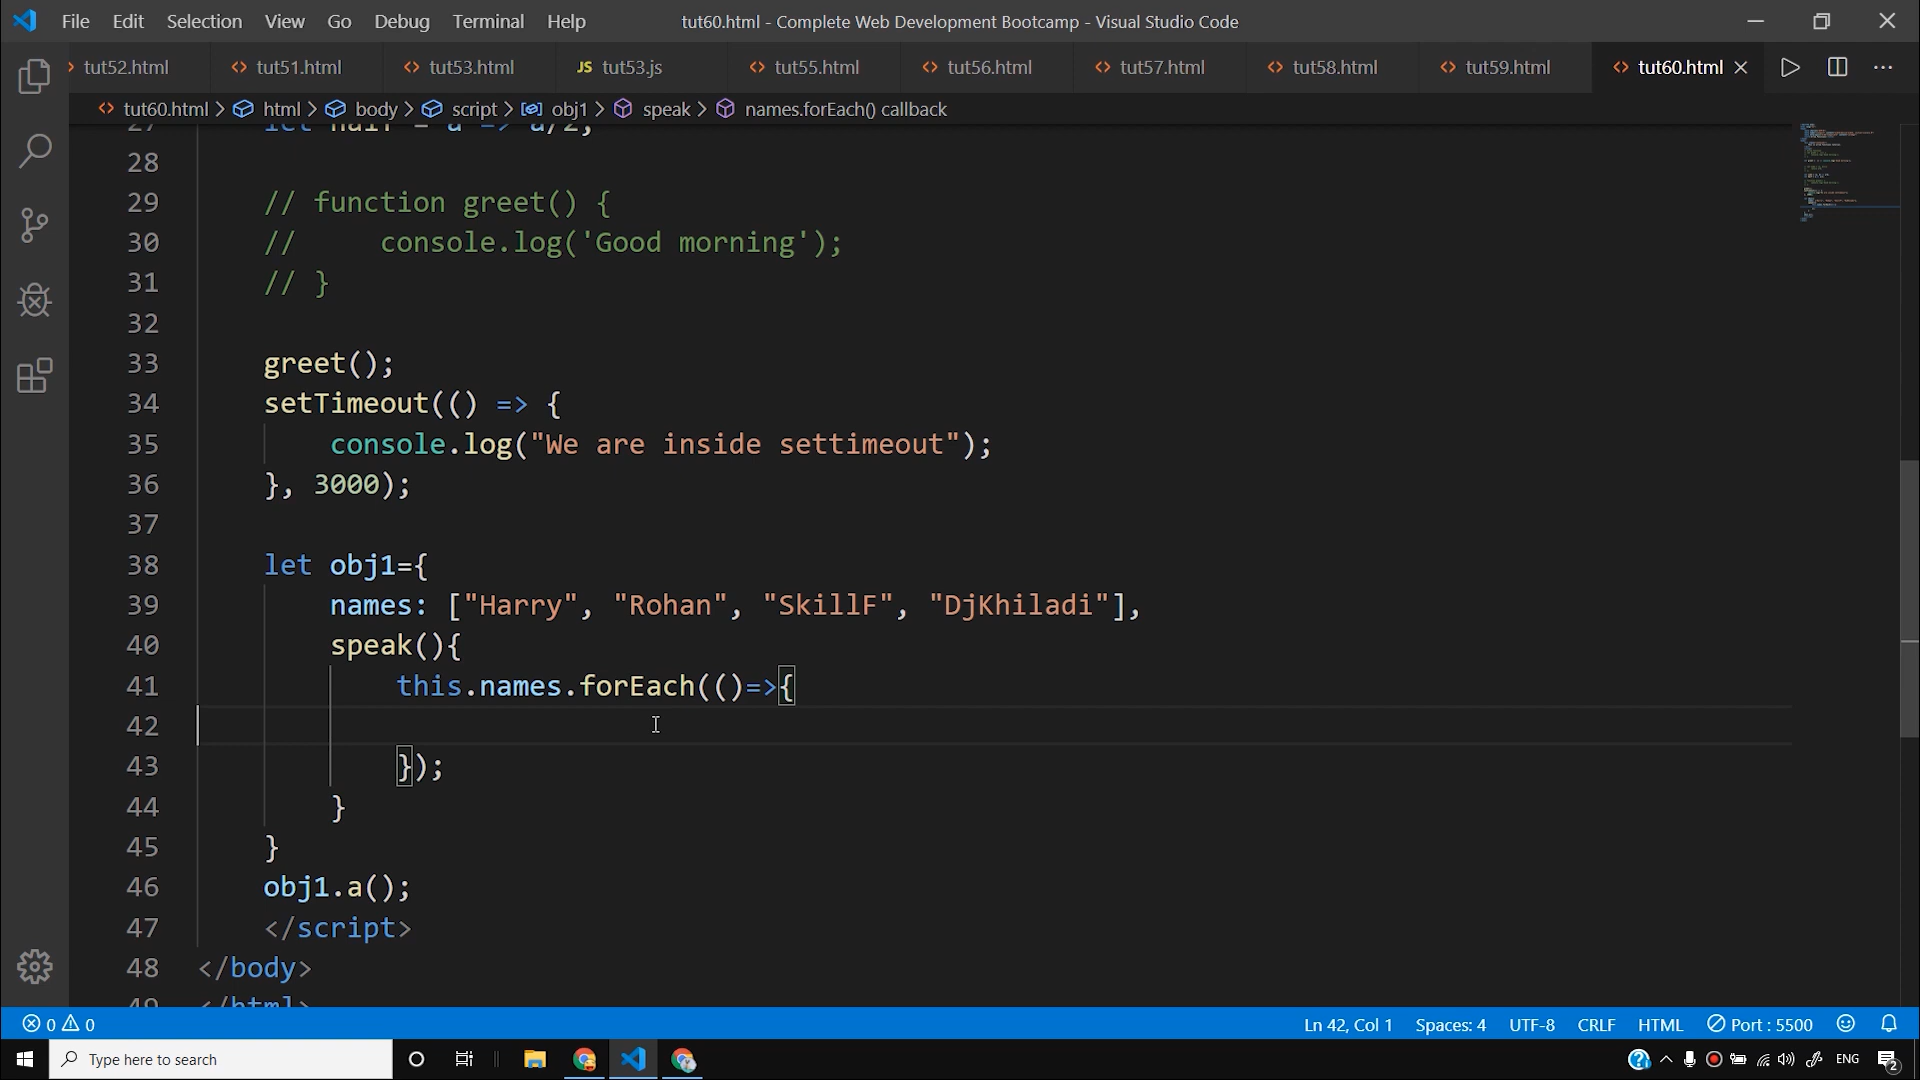 File Edit Selection View Go Debug Terminal Help tut60.html - Complete Web Development Bootcamp - Visual Studio Code
tut52.html tut51.html tut53.html JS tut53.js tut55.html tut56.html tut57.html tut58.html tut59.html tut60.html
tut60.html > html > body > script > obj1 > speak > names.forEach() callback
27 let half = a => a/2;
28
29 // function greet() {
30 //     console.log('Good morning');
31 // }
32
33 greet();
34 setTimeout(() => {
35     console.log("We are inside settimeout");
36 }, 3000);
37
38 let obj1={
39     names: ["Harry", "Rohan", "SkillF", "DjKhiladi"],
40     speak(){
41         this.names.forEach(()=>{
42
43         });
44     }
45 }
46 obj1.a();
47 </script>
48 </body>
49 </html>
0 0 Ln 42, Col 1 Spaces: 4 UTF-8 CRLF HTML Port : 5500
Type here to search ENG 2